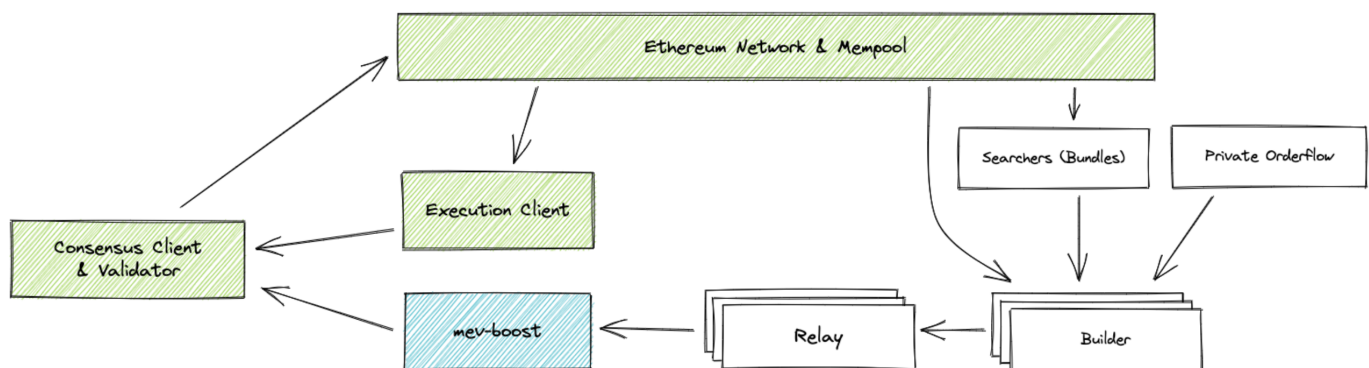 Ethereum Network & Mempool
Searchers (Bundles)
Private Orderflow
Execution Client
Consensus Client
& Validator
mev-boost
Relay
Builder